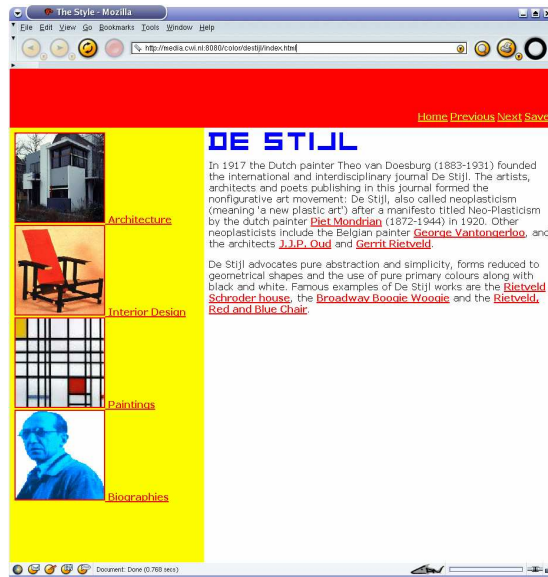 The Style - Mozilla
File Edit View Go Bookmarks Tools Window Help
http://media.cwi.nl:8080/color/destijl/index.html
Home Previous Next Save
DE STIJL
In 1917 the Dutch painter Theo van Doesburg (1883-1931) founded
the international and interdisciplinary journal De Stijl. The artists,
architects and poets publishing in this journal formed the
nonfigurative art movement: De Stijl, also called neoplasticism
(meaning 'a new plastic art') after a manifesto titled Neo-Plasticism
by the dutch painter Piet Mondrian (1872-1944) in 1920. Other
neoplasticists include the Belgian painter George Vantongerloo, and
the architects J.J.P. Oud and Gerrit Rietveld.
De Stijl advocates pure abstraction and simplicity, forms reduced to
geometrical shapes and the use of pure primary colours along with
black and white. Famous examples of De Stijl works are the Rietveld
Schroder house, the Broadway Boogie Woogie and the Rietveld,
Red and Blue Chair.
Architecture
Interior Design
Paintings
Biographies
Document: Done (0.768 secs)